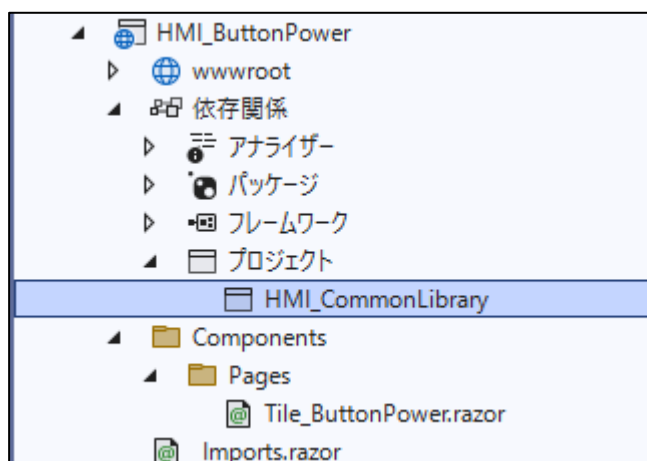 HMI_ButtonPower
wwwroot
依存関係
アナライザー
パッケージ
フレームワーク
プロジェクト
HMI_CommonLibrary
Components
Pages
Tile_ButtonPower.razor
_Imports.razor